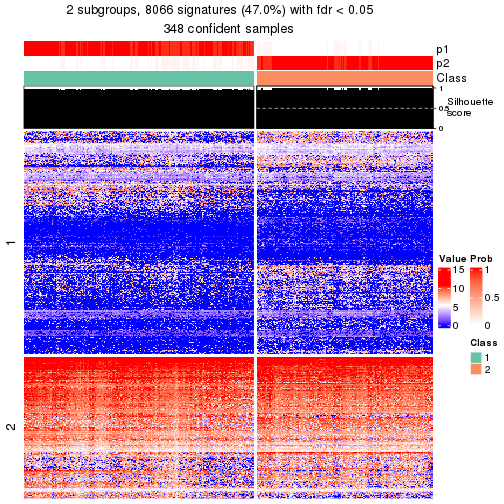 2 subgroups, 8066 signatures (47.0%) with fdr < 0.05
348 confident samples
p1
p2
Class
1
0.5
0
Silhouette
score
1
2
Value
15
10
5
0
Prob
1
0.5
0
Class
1
2